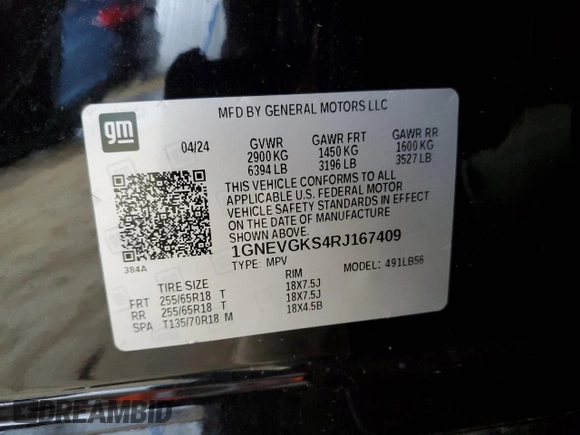 MFD BY GENERAL MOTORS LLC
gm
04/24 GVWR GAWR FRT GAWR RR
2900 KG 1450 KG 1600 KG
6394 LB 3196 LB 3527 LB
THIS VEHICLE CONFORMS TO ALL
APPLICABLE U.S. FEDERAL MOTOR
VEHICLE SAFETY STANDARDS IN EFFECT
ON THE DATE OF MANUFACTURE
SHOWN ABOVE.
1GNEVGKS4RJ167409
TYPE: MPV MODEL: 491LB56
384A
TIRE SIZE RIM
FRT 255/65R18 T 18X7.5J
RR 255/65R18 T 18X7.5J
SPA T135/70R18 M 18X4.5B
DREAMBID